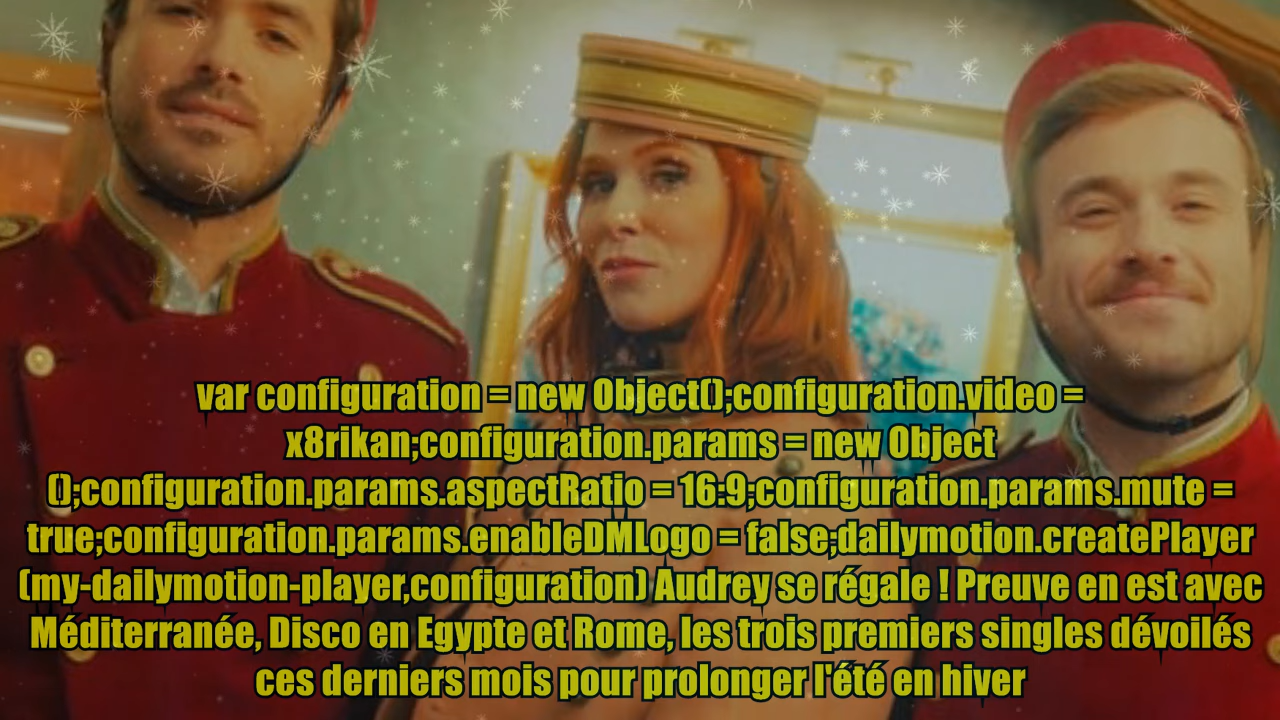 var configuration = new Object();configuration.video =
x8rikan;configuration.params = new Object
();configuration.params.aspectRatio = 16:9;configuration.params.mute =
true;configuration.params.enableDMLogo = false;dailymotion.createPlayer
(my-dailymotion-player,configuration) Audrey se régale ! Preuve en est avec
Méditerranée, Disco en Egypte et Rome, les trois premiers singles dévoilés
ces derniers mois pour prolonger l'été en hiver